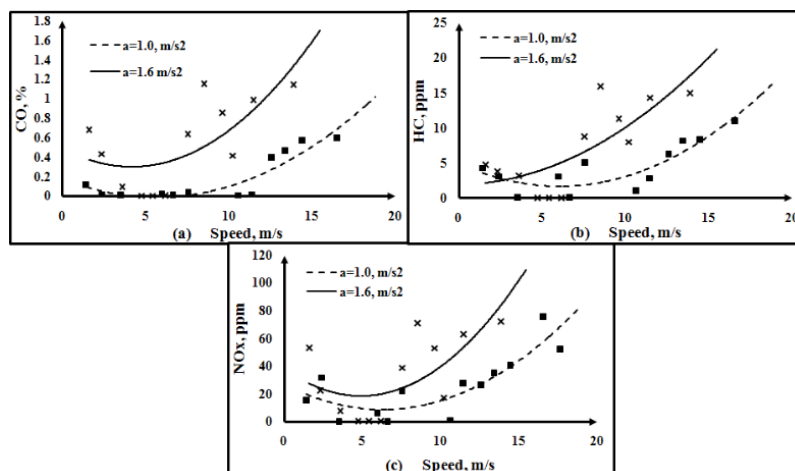 CO, %
1.8
1.6
1.4
1.2
1
0.8
0.6
0.4
0.2
0
a=1.0, m/s2
a=1.6 m/s2
0 5 10 15 20
(a) Speed, m/s
HC, ppm
25
20
15
10
5
0
a=1.0, m/s2
a=1.6, m/s2
0 5 10 15 20
(b) Speed, m/s
NOx, ppm
120
100
80
60
40
20
0
a=1.0, m/s2
a=1.6, m/s2
0 5 10 15 20
(c) Speed, m/s